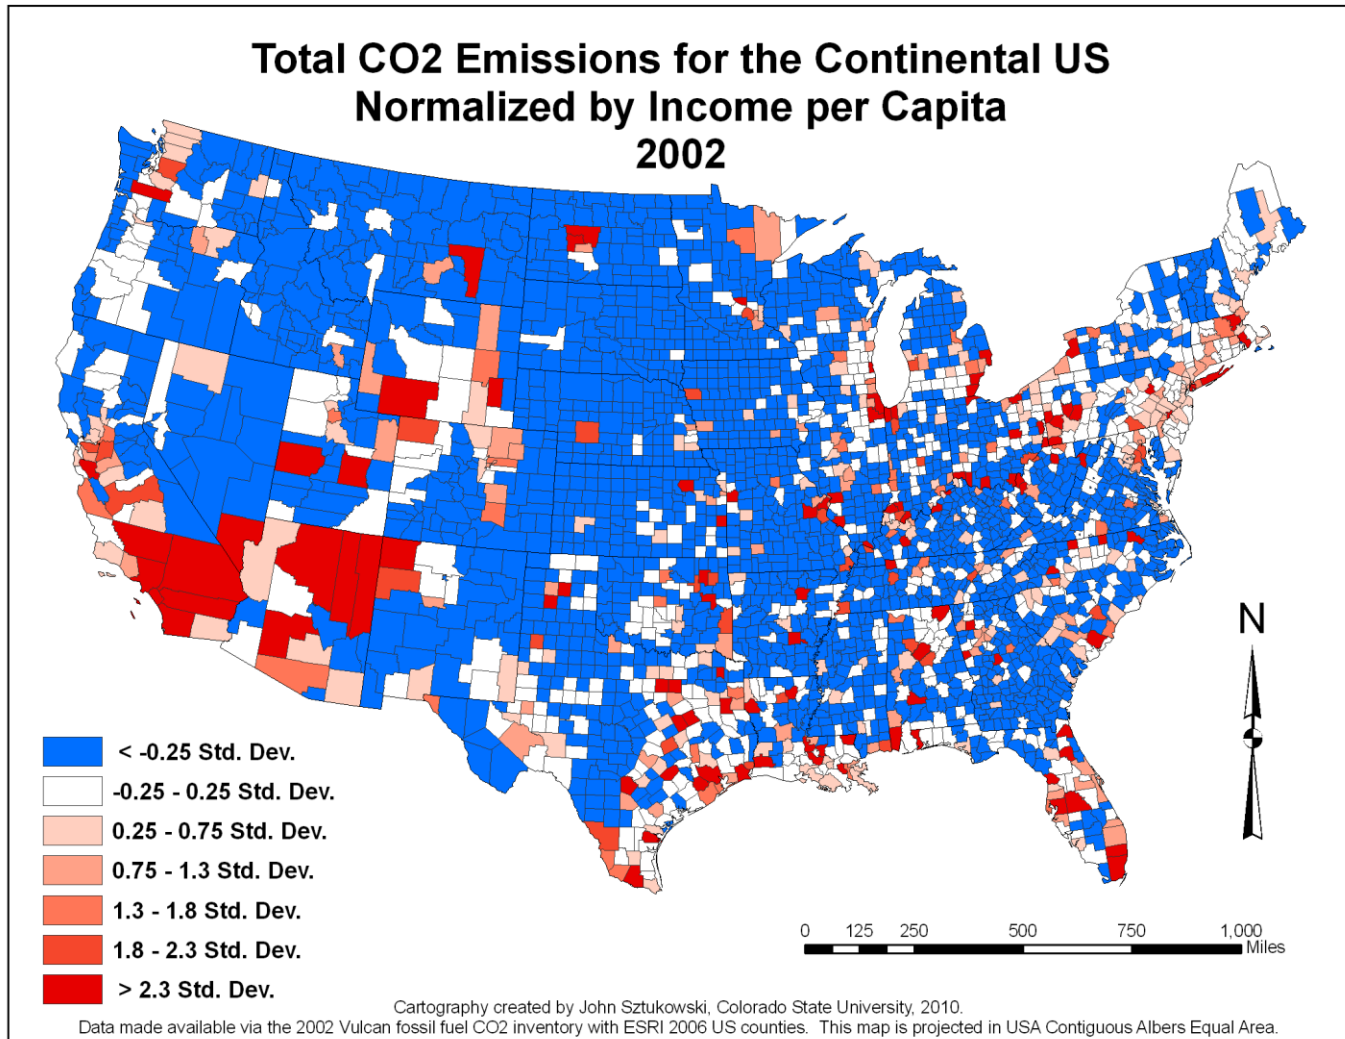 Total CO2 Emissions for the Continental US
Normalized by Income per Capita
2002
N
< -0.25 Std. Dev.
-0.25 - 0.25 Std. Dev.
0.25 - 0.75 Std. Dev.
0.75 - 1.3 Std. Dev.
1.3 - 1.8 Std. Dev.
1.8 - 2.3 Std. Dev.
> 2.3 Std. Dev.
0 125 250 500 750 1,000
Miles
Cartography created by John Sztukowski, Colorado State University, 2010.
Data made available via the 2002 Vulcan fossil fuel CO2 inventory with ESRI 2006 US counties. This map is projected in USA Contiguous Albers Equal Area.